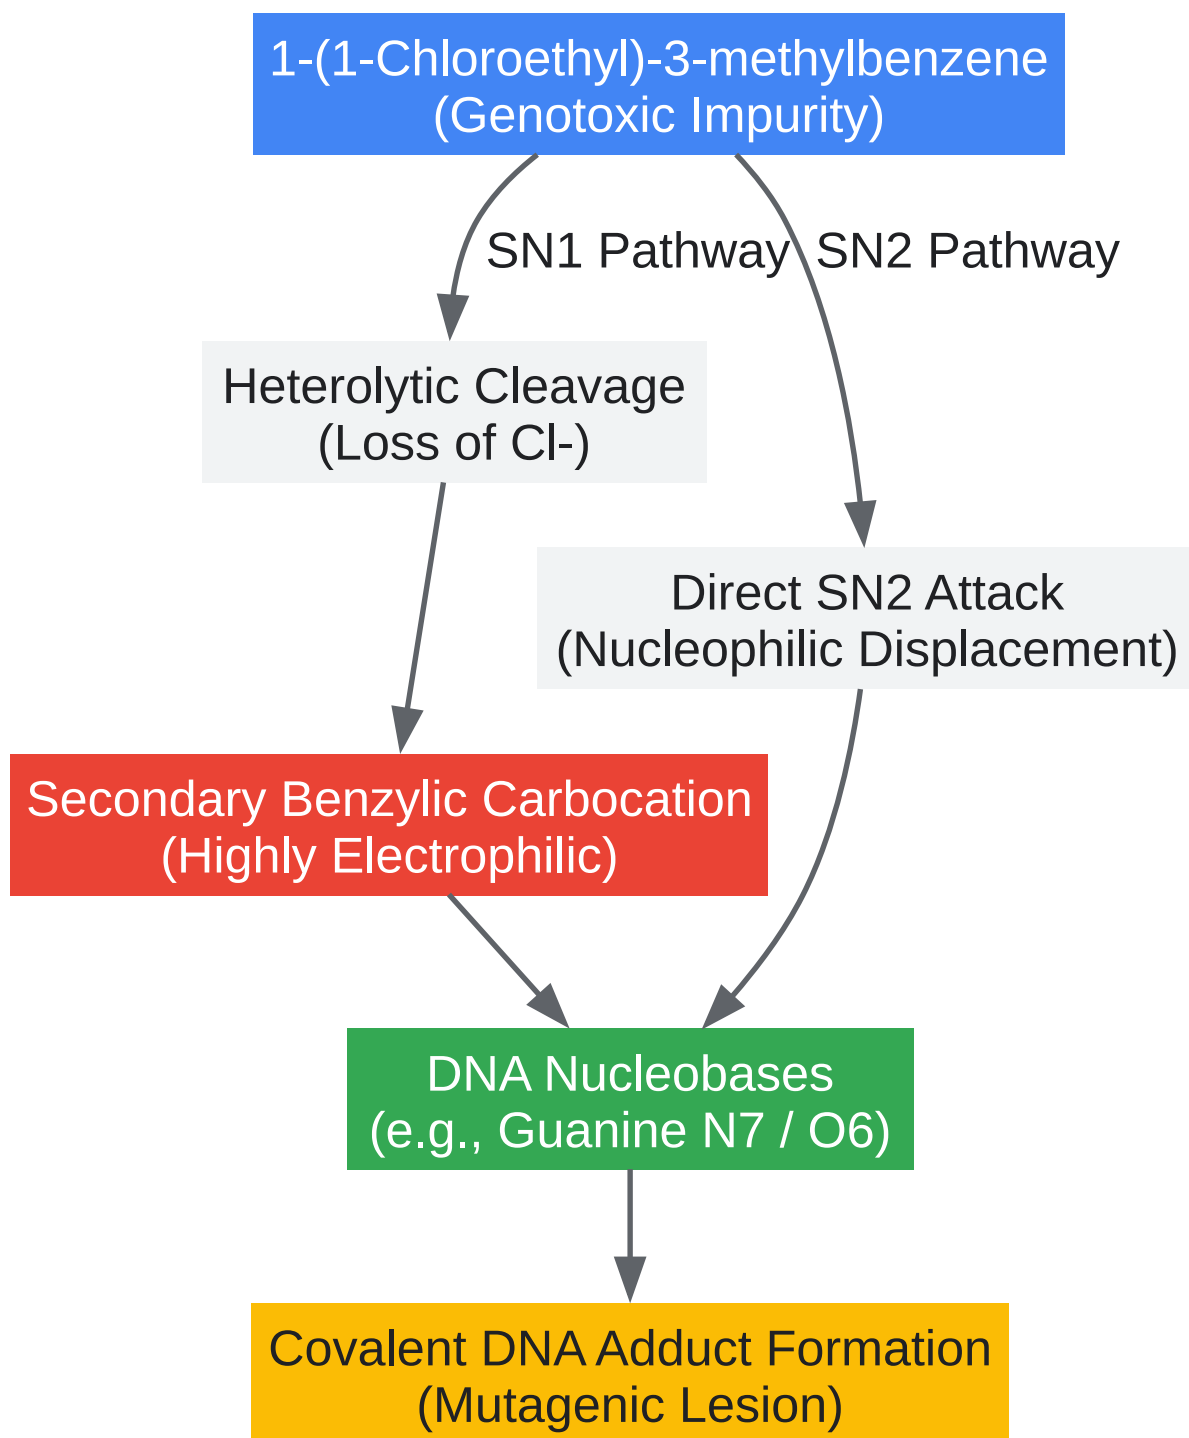 1-(1-Chloroethyl)-3-methylbenzene
(Genotoxic Impurity)
SN1 Pathway
SN2 Pathway
Heterolytic Cleavage
(Loss of Cl-)
Direct SN2 Attack
(Nucleophilic Displacement)
Secondary Benzylic Carbocation
(Highly Electrophilic)
DNA Nucleobases
(e.g., Guanine N7 / O6)
Covalent DNA Adduct Formation
(Mutagenic Lesion)